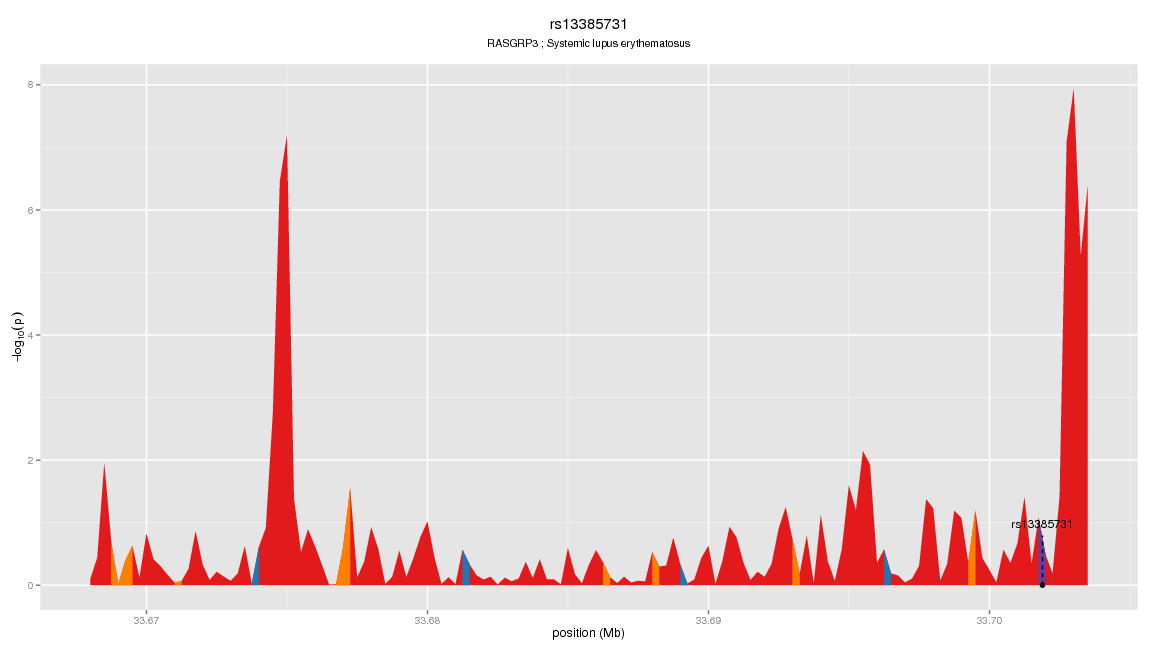 rs13385731
RASGRP3 ; Systemic lupus erythematosus
8
6
4
2
0
−log₁₀(p)
rs13385731
33.67
33.68
33.69
33.70
position (Mb)